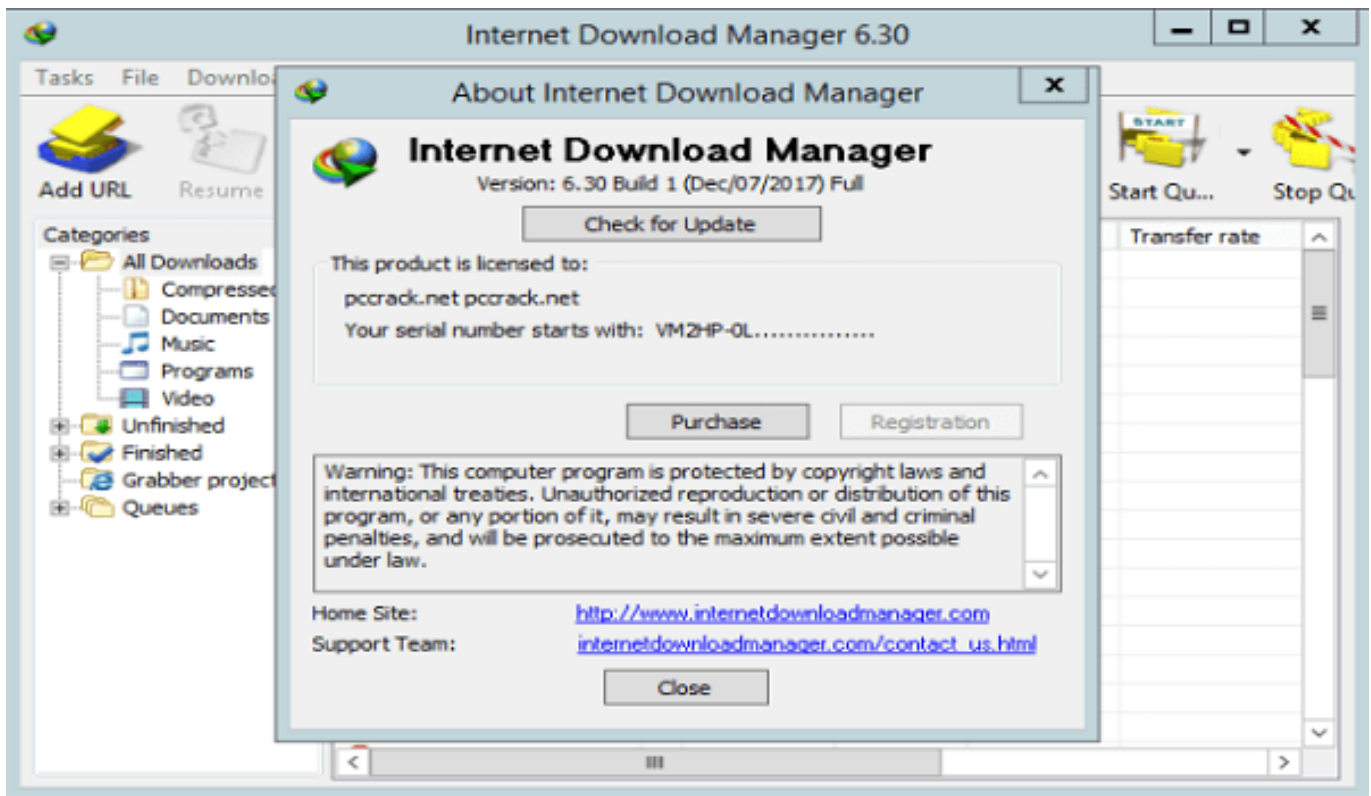 Internet Download Manager 6.30
Tasks File Downlo
About Internet Download Manager
Add URL
Resume
Start Qu...
Stop Qu
Internet Download Manager
Version: 6.30 Build 1 (Dec/07/2017) Full
Check for Update
Categories
All Downloads
Compressed
Documents
Music
Programs
Video
Unfinished
Finished
Grabber project
Queues
Transfer rate
This product is licensed to:
pccrack.net pccrack.net
Your serial number starts with: VM2HP-0L...............
Purchase
Registration
Warning: This computer program is protected by copyright laws and
international treaties. Unauthorized reproduction or distribution of this
program, or any portion of it, may result in severe civil and criminal
penalties, and will be prosecuted to the maximum extent possible
under law.
Home Site: http://www.internetdownloadmanager.com
Support Team: internetdownloadmanager.com/contact_us.html
Close
START